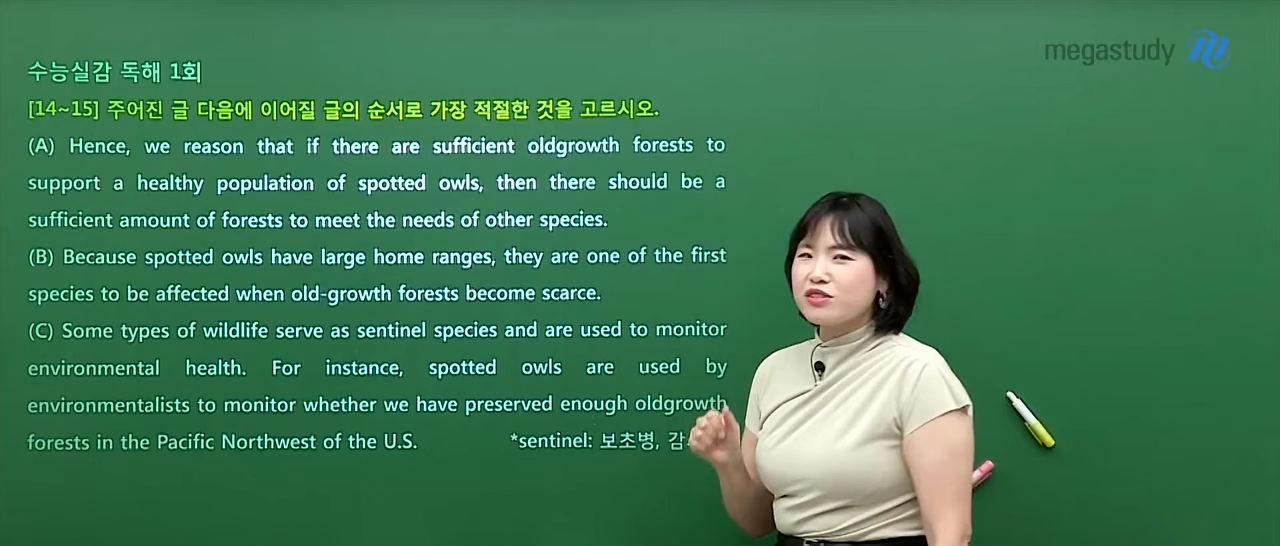 megastudy
수능실감 독해 1회
[14~15] 주어진 글 다음에 이어질 글의 순서로 가장 적절한 것을 고르시오.
(A) Hence, we reason that if there are sufficient oldgrowth forests to
support a healthy population of spotted owls, then there should be a
sufficient amount of forests to meet the needs of other species.
(B) Because spotted owls have large home ranges, they are one of the first
species to be affected when old-growth forests become scarce.
(C) Some types of wildlife serve as sentinel species and are used to monitor
environmental health. For instance, spotted owls are used by
environmentalists to monitor whether we have preserved enough oldgrowth
forests in the Pacific Northwest of the U.S. *sentinel: 보초병,